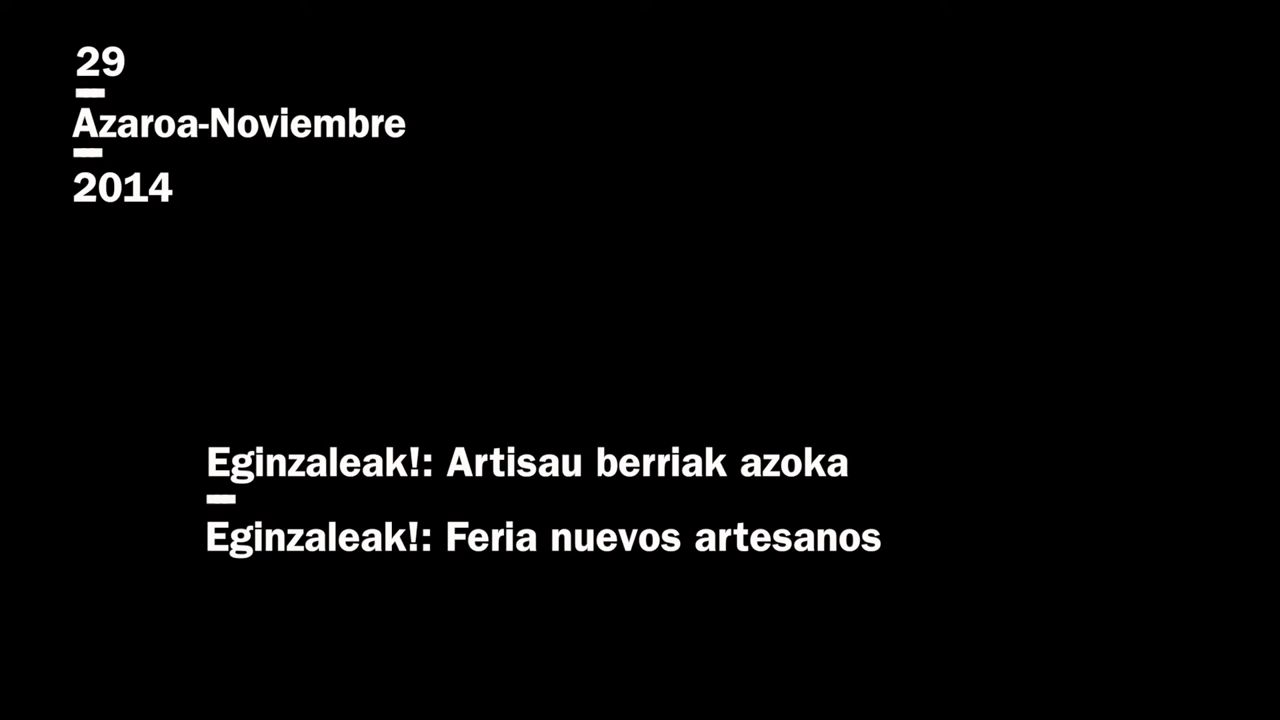 29
Azaroa-Noviembre
2014
Eginzaleak!: Artisau berriak azoka
Eginzaleak!: Feria nuevos artesanos